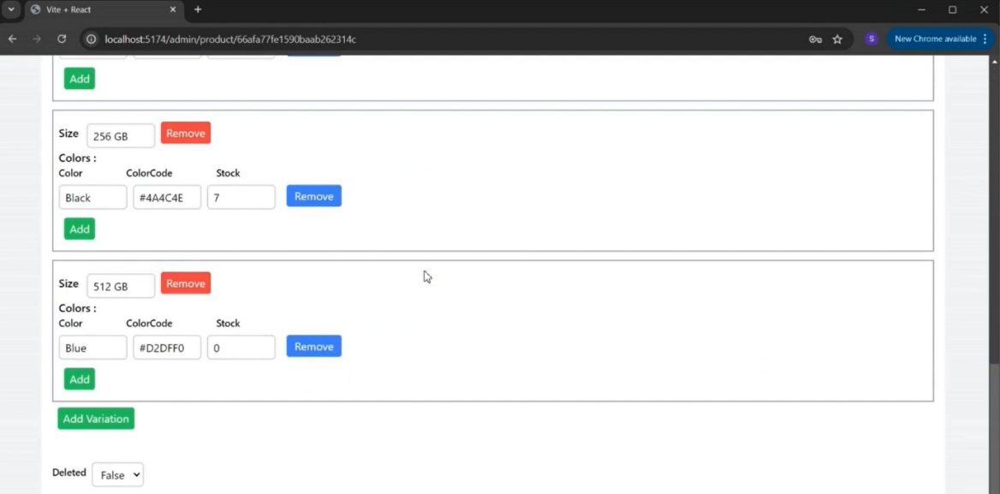 Vite + React
localhost:5174/admin/product/66afa77fe1590baab262314c
S
New Chrome available
Add
Size 256 GB Remove
Colors :
Color ColorCode Stock
Black #4A4C4E 7 Remove
Add
Size 512 GB Remove
Colors :
Color ColorCode Stock
Blue #D2DFF0 0 Remove
Add
Add Variation
Deleted False